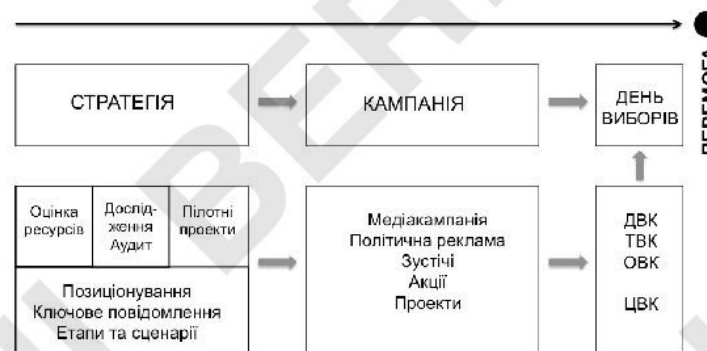 СТРАТЕГІЯ
КАМПАНІЯ
ДЕНЬ
ВИБОРІВ
ПЕРЕМОГА
Оцінка
ресурсів
Дослід-
ження
Аудит
Пілотні
проекти
Позиціонування
Ключове повідомлення
Етапи та сценарії
Медіакампанія
Політична реклама
Зустічі
Акції
Проекти
ДВК
ТВК
ОВК
ЦВК